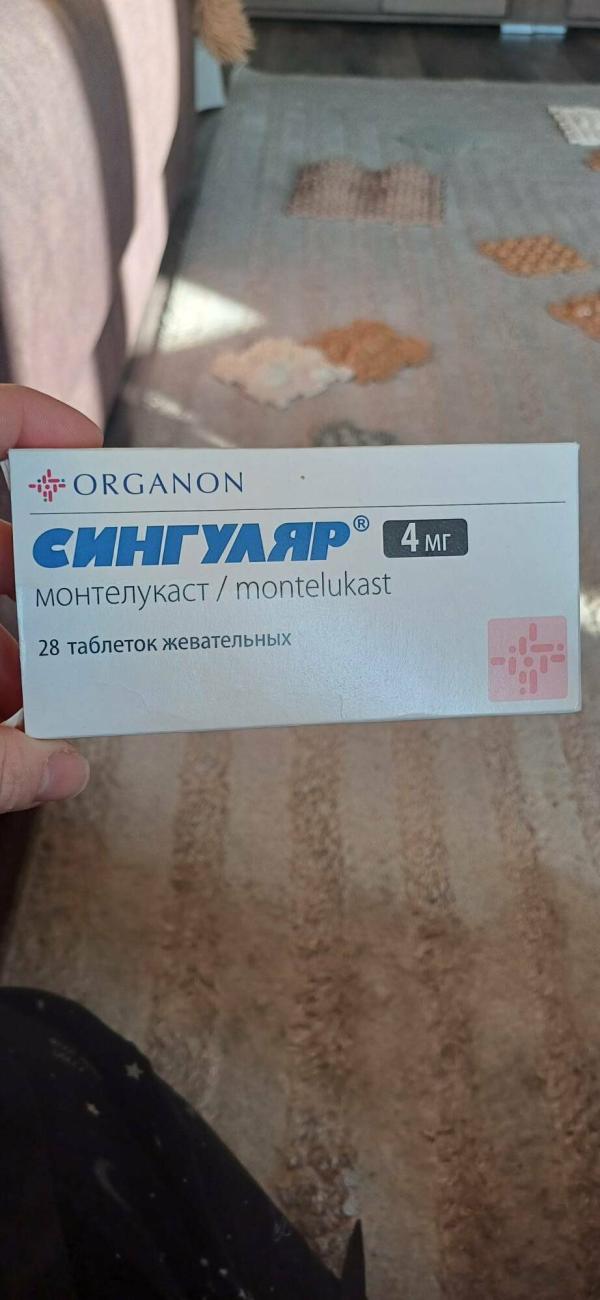 ORGANON
СИНГУЛЯР® 4 мг
монтелукаст / montelukast
28 таблеток жевательных